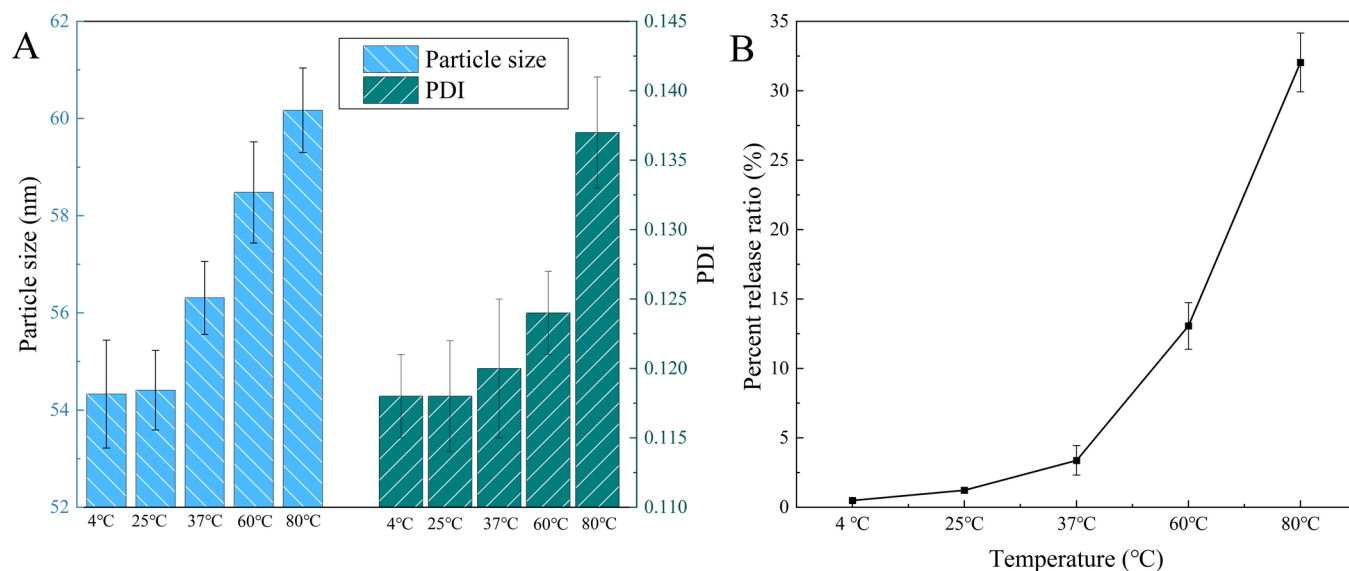 A
Particle size (nm)
62
60
58
56
54
52
Particle size
PDI
0.145
0.140
0.135
0.130
0.125
0.120
0.115
0.110
PDI
4℃ 25℃ 37℃ 60℃ 80℃ 4℃ 25℃ 37℃ 60℃ 80℃
B
Percent release ratio (%)
35
30
25
20
15
10
5
0
4 ℃ 25℃ 37℃ 60℃ 80℃
Temperature (℃)